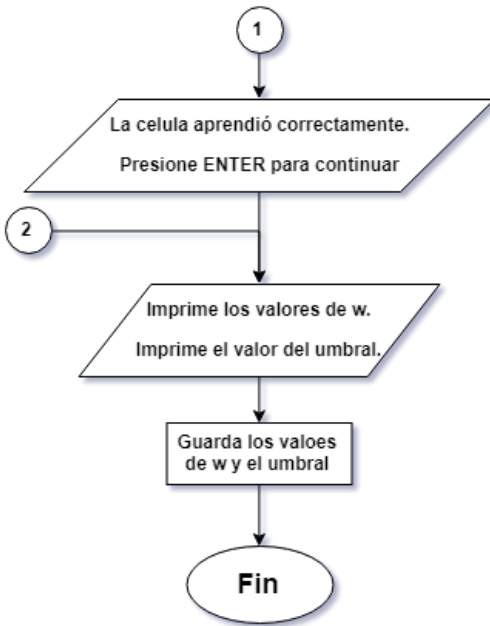 1
La celula aprendió correctamente.
Presione ENTER para continuar
2
Imprime los valores de w.
Imprime el valor del umbral.
Guarda los valoes
de w y el umbral
Fin